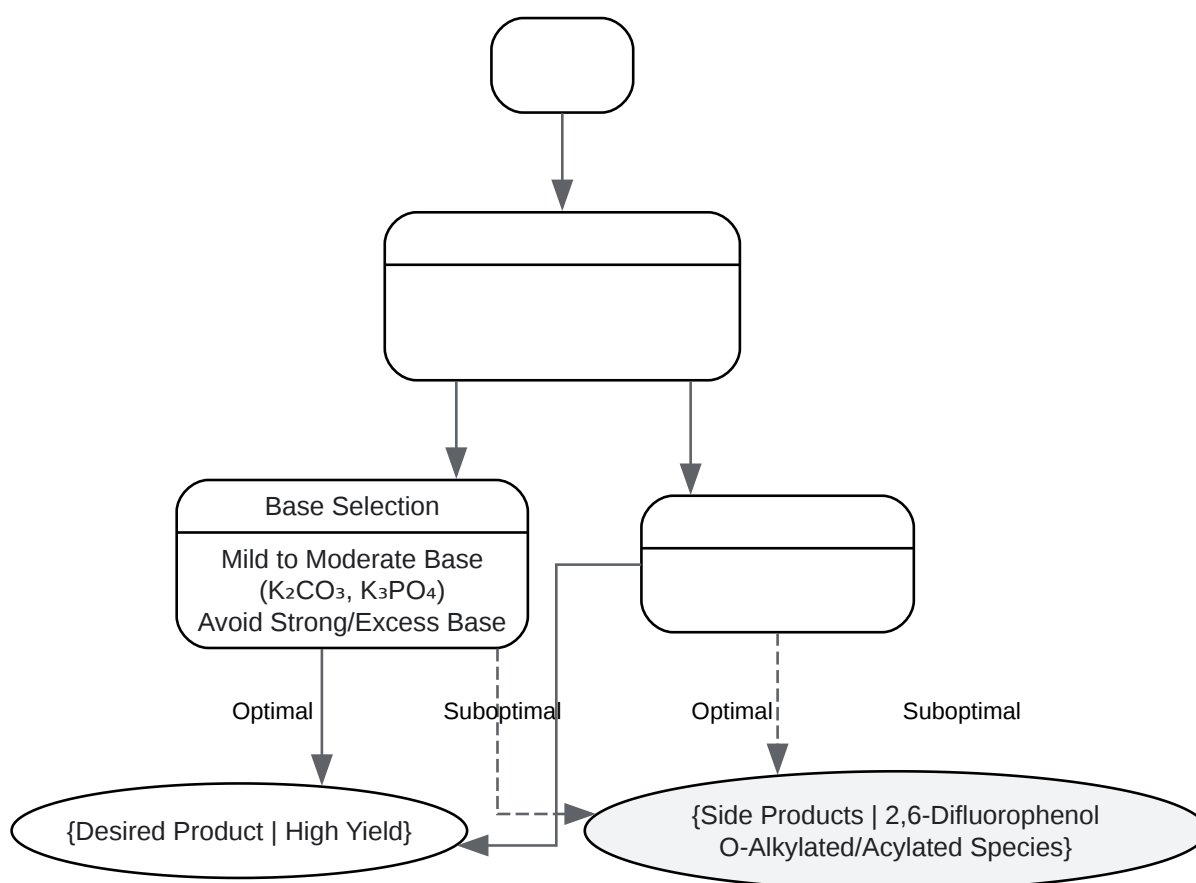 Base Selection
Mild to Moderate Base
(K₂CO₃, K₃PO₄)
Avoid Strong/Excess Base
Optimal
Suboptimal
Optimal
Suboptimal
{Desired Product | High Yield}
{Side Products | 2,6-Difluorophenol
O-Alkylated/Acylated Species}